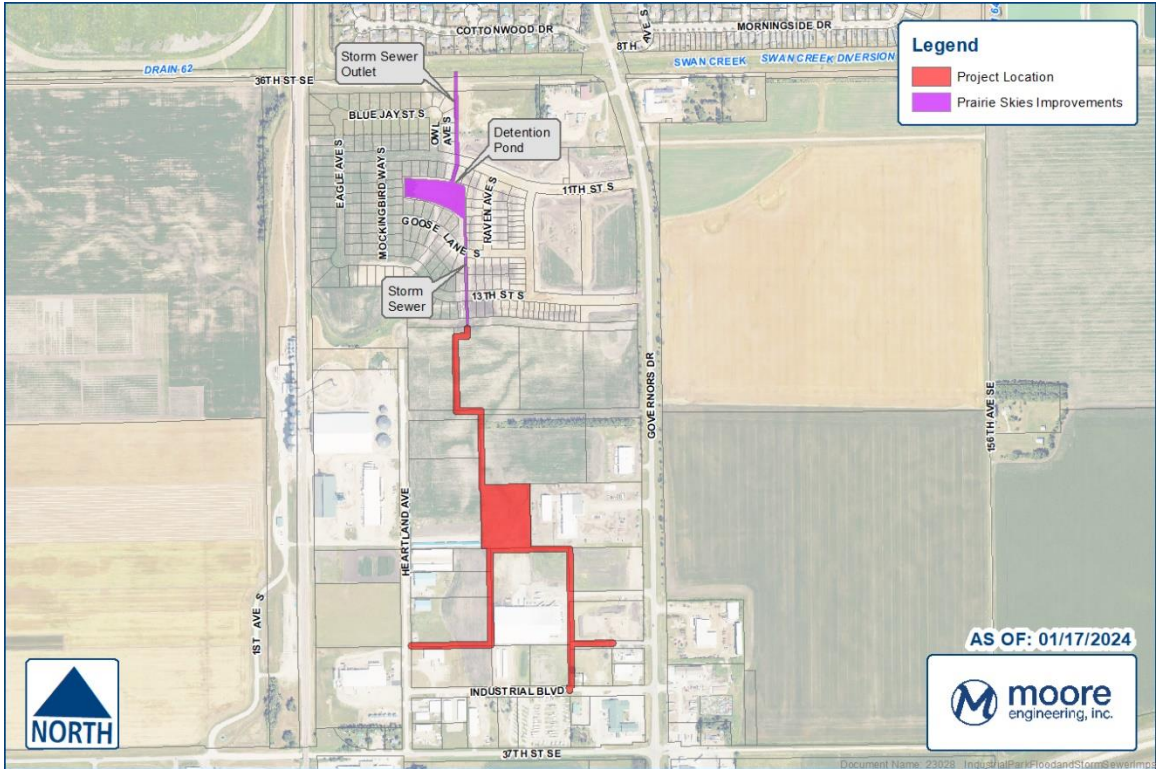 COTTONWOOD DR
MORNINGSIDE DR
8TH
AVE S
Storm Sewer
Outlet
DRAIN 62
SWAN CREEK
SWAN CREEK DIVERSION
36TH ST SE
Legend
Project Location
Prairie Skies Improvements
BLUE JAY ST S
OWL
AVE S
Detention
Pond
EAGLE AVE S
MOCKINGBIRD WAY S
RAVEN AVE S
11TH ST S
GOOSE LANE S
Storm
Sewer
13TH ST S
GOVERNORS DR
156TH AVE SE
HEARTLAND AVE
1ST AVE S
INDUSTRIAL BLVD
37TH ST SE
NORTH
AS OF: 01/17/2024
M
moore
engineering, inc.
Document Name: 23028_IndustrialParkFloodandStormSewerImps